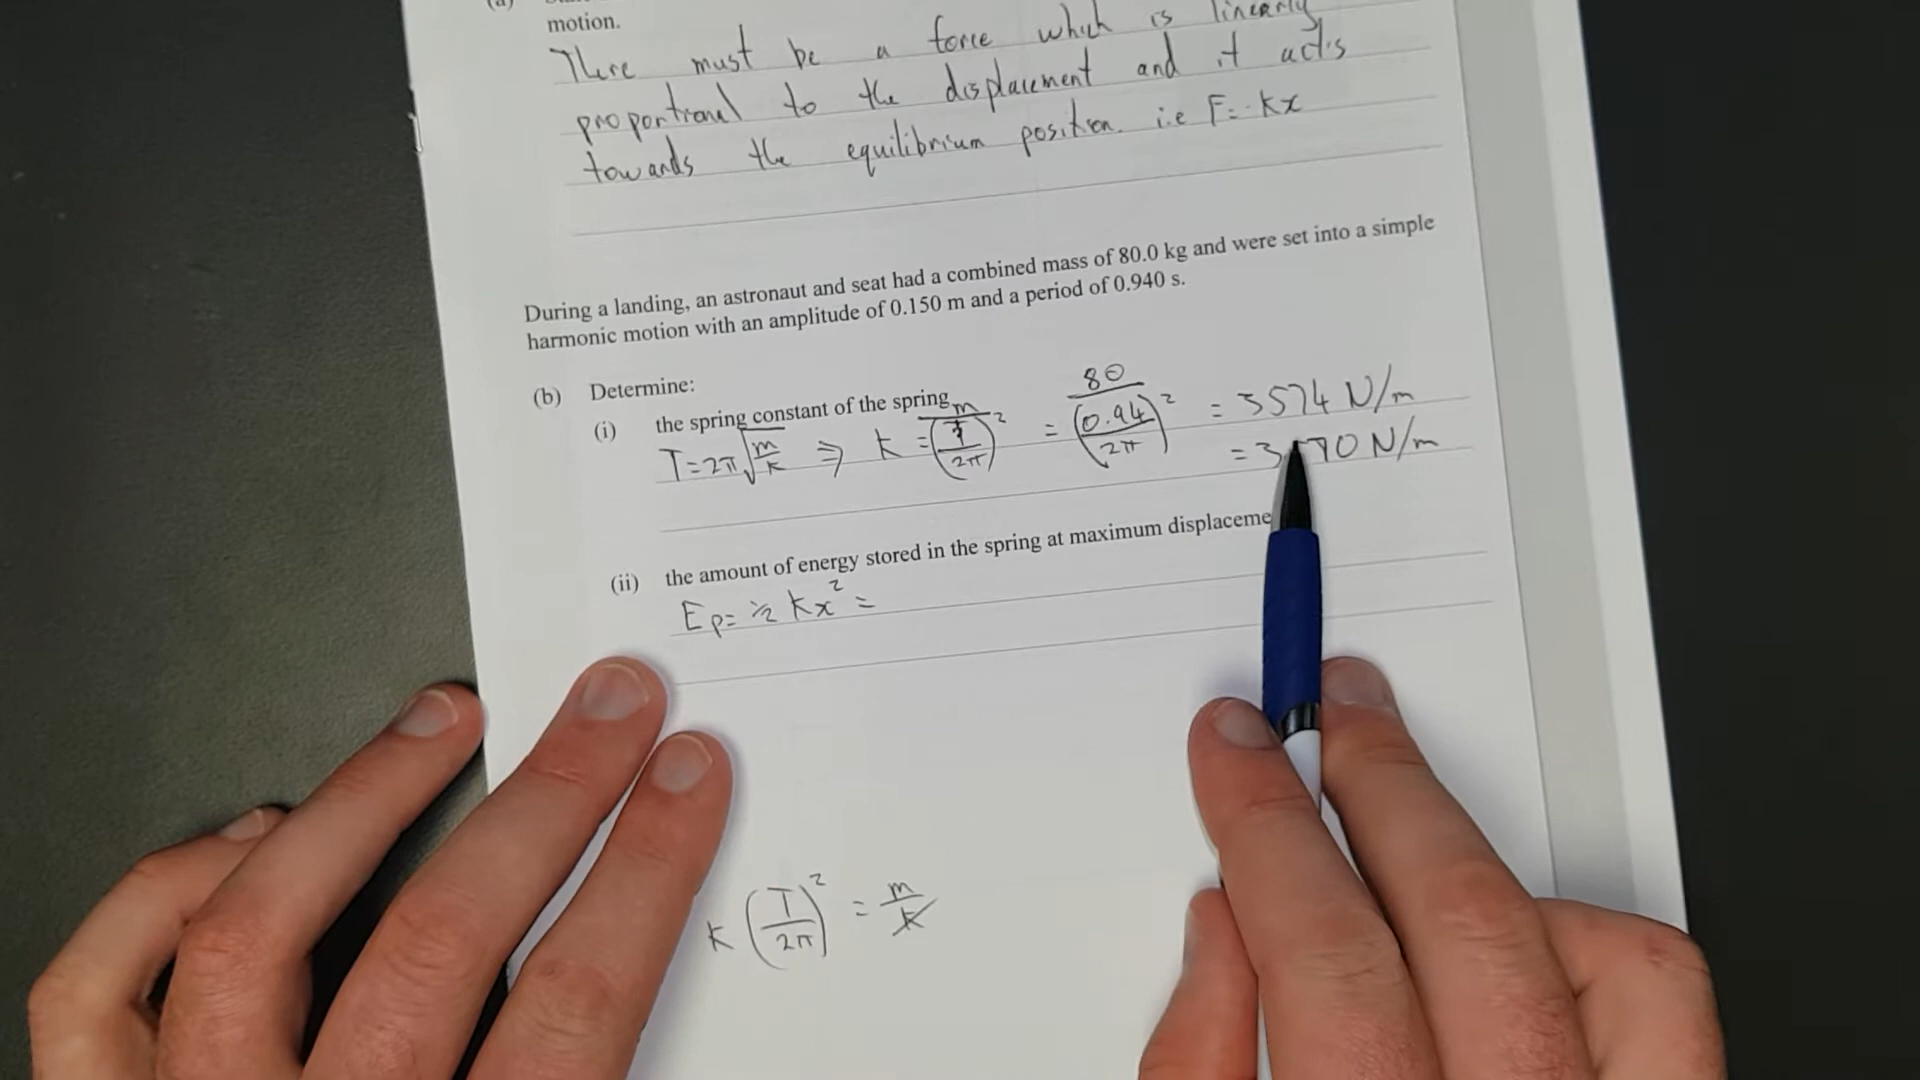 (a)
motion.
There must be a force which is linearly
proportional to the displacement and it acts
towards the equilibrium position. i.e F=-kx
During a landing, an astronaut and seat had a combined mass of 80.0 kg and were set into a simple
harmonic motion with an amplitude of 0.150 m and a period of 0.940 s.
(b) Determine:
(i) the spring constant of the spring
T=2π√(m/k) ⇒ k = m/(T/2π)² = 80/(0.94/2π)² = 3574 N/m
= 3 70 N/m
(ii) the amount of energy stored in the spring at maximum displaceme
Ep= ½ kx² =
k (T/2π)² = m/k